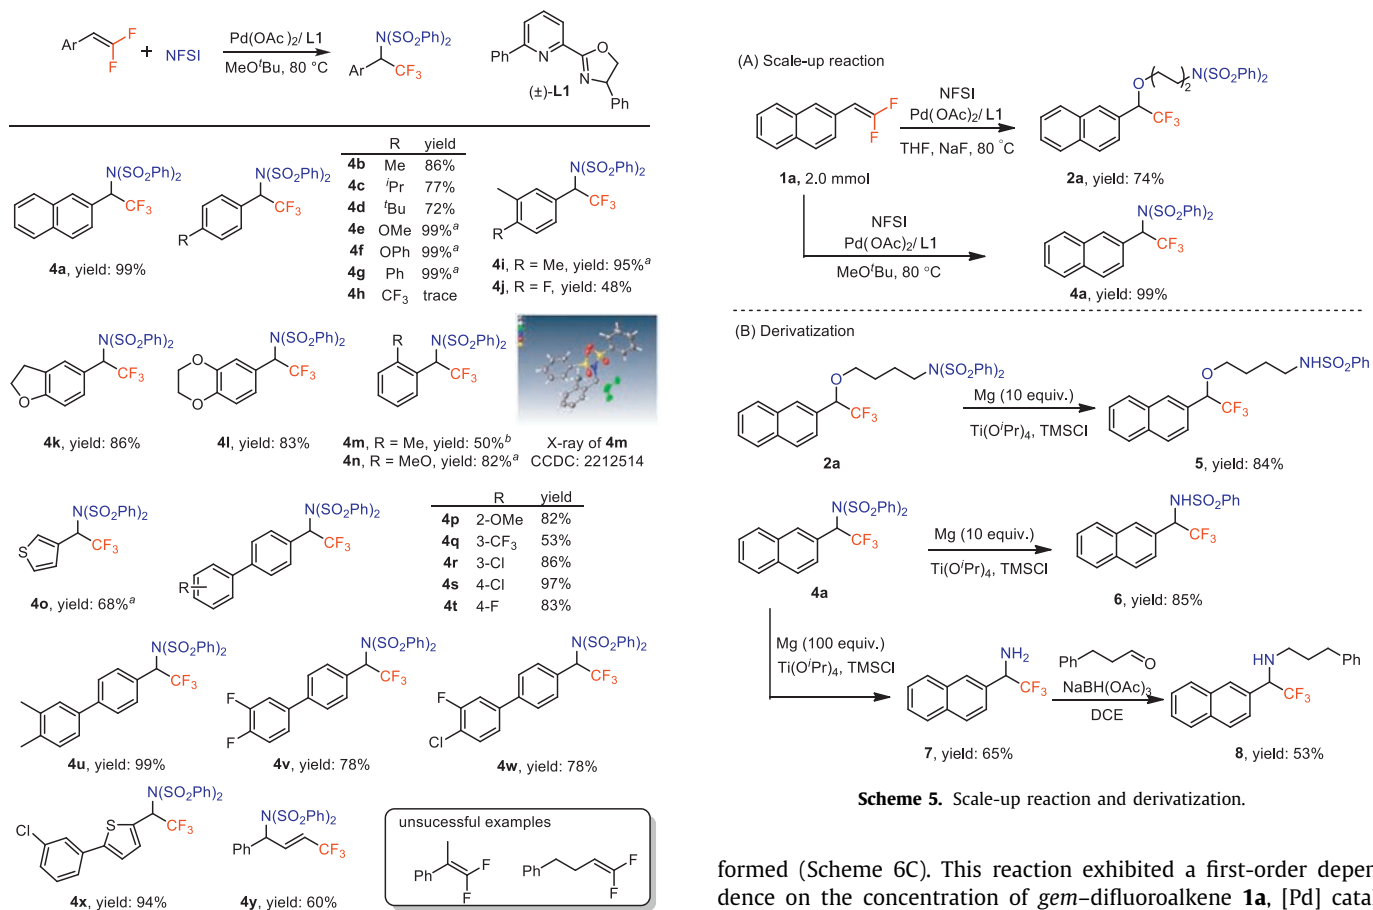 Ar F F + NFSI Pd(OAc)2/ L1 MeOtBu, 80 °C N(SO2Ph)2 Ar CF3 Ph N O N Ph
(±)-L1
N(SO2Ph)2 CF3
4a, yield: 99%
N(SO2Ph)2 CF3 R
R yield
4b Me 86%
4c iPr 77%
4d tBu 72%
4e OMe 99%a
4f OPh 99%a
4g Ph 99%a
4h CF3 trace
N(SO2Ph)2 CF3 R
4i, R = Me, yield: 95%a
4j, R = F, yield: 48%
N(SO2Ph)2 CF3 O
4k, yield: 86%
N(SO2Ph)2 CF3 O O
4l, yield: 83%
R N(SO2Ph)2 CF3
4m, R = Me, yield: 50%b
4n, R = MeO, yield: 82%a
X-ray of 4m
CCDC: 2212514
N(SO2Ph)2 CF3 S
4o, yield: 68%a
N(SO2Ph)2 CF3 R
R yield
4p 2-OMe 82%
4q 3-CF3 53%
4r 3-Cl 86%
4s 4-Cl 97%
4t 4-F 83%
N(SO2Ph)2 CF3
4u, yield: 99%
N(SO2Ph)2 CF3 F F
4v, yield: 78%
N(SO2Ph)2 CF3 F Cl
4w, yield: 78%
N(SO2Ph)2 CF3 S Cl
4x, yield: 94%
N(SO2Ph)2 Ph CF3
4y, yield: 60%
unsucessful examples
Ph F F Ph F F
(A) Scale-up reaction
F F
1a, 2.0 mmol
NFSI
Pd(OAc)2/ L1
THF, NaF, 80 °C
O ( )2 N(SO2Ph)2 CF3
2a, yield: 74%
NFSI
Pd(OAc)2/ L1
MeOtBu, 80 °C
N(SO2Ph)2 CF3
4a, yield: 99%
(B) Derivatization
O N(SO2Ph)2 CF3
2a
Mg (10 equiv.)
Ti(OiPr)4, TMSCl
O NHSO2Ph CF3
5, yield: 84%
N(SO2Ph)2 CF3
4a
Mg (10 equiv.)
Ti(OiPr)4, TMSCl
NHSO2Ph CF3
6, yield: 85%
Mg (100 equiv.)
Ti(OiPr)4, TMSCl
NH2 CF3
7, yield: 65%
Ph O
NaBH(OAc)3
DCE
HN Ph CF3
8, yield: 53%
Scheme 5. Scale-up reaction and derivatization.
formed (Scheme 6C). This reaction exhibited a first-order depen-
dence on the concentration of gem–difluoroalkene 1a, [Pd] catal